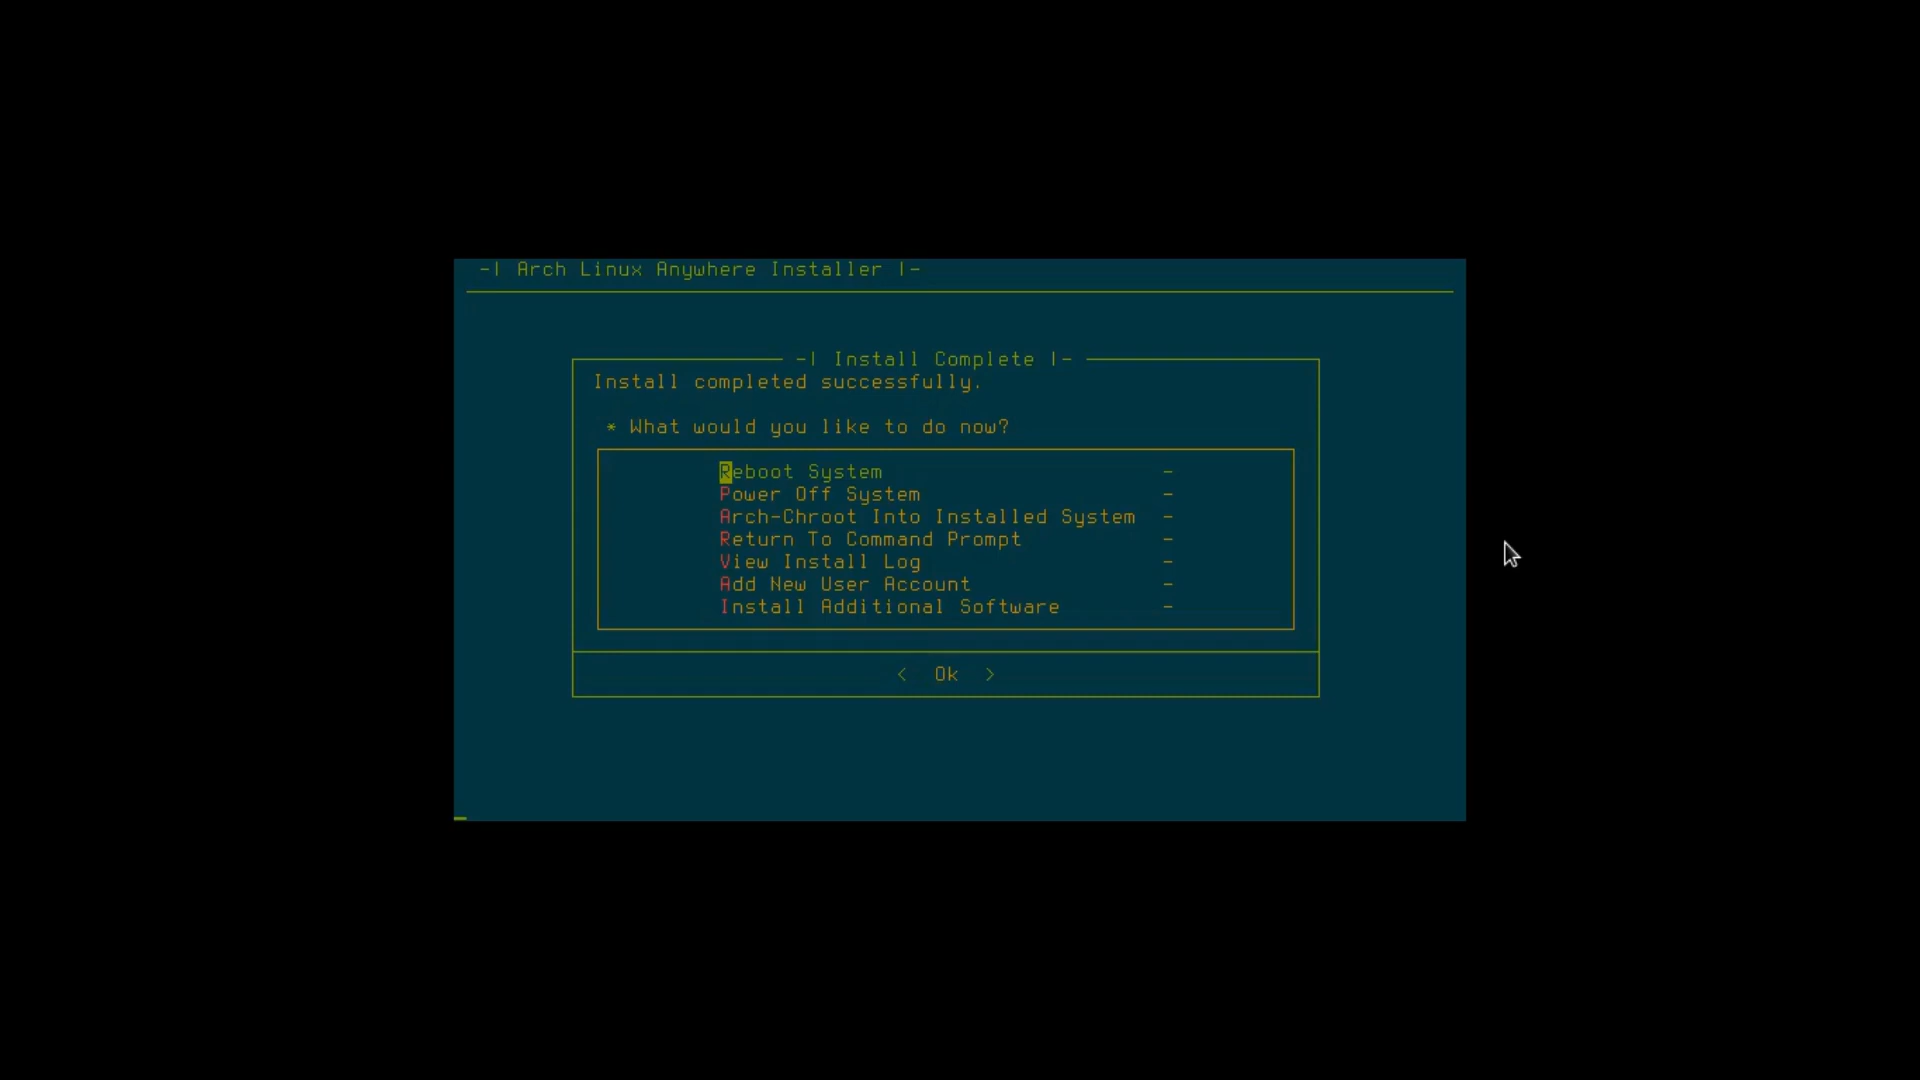 -| Arch Linux Anywhere Installer |-
-| Install Complete |-
Install completed successfully.
* What would you like to do now?
Reboot System -
Power Off System -
Arch-Chroot Into Installed System -
Return To Command Prompt -
View Install Log -
Add New User Account -
Install Additional Software -
< Ok >